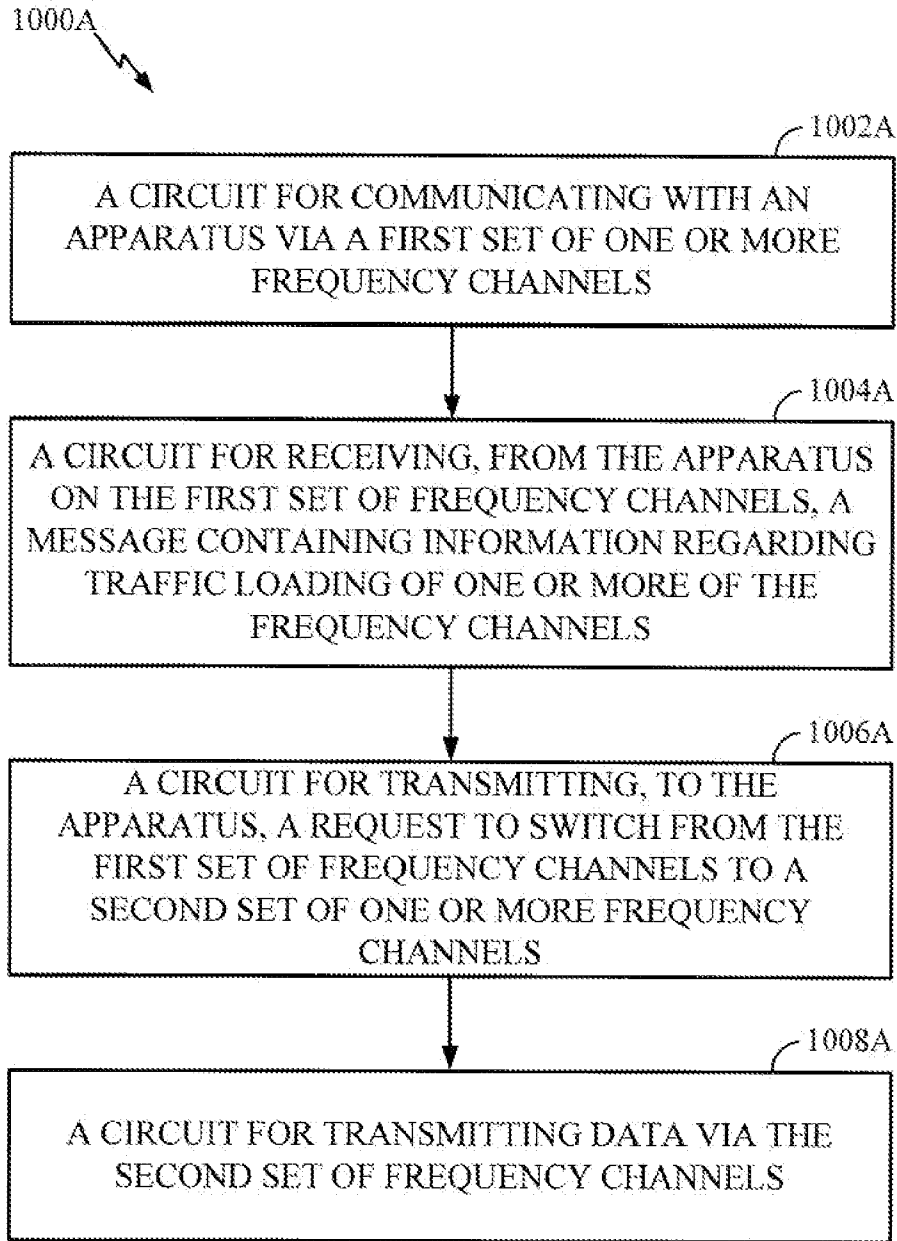 1000A
1002A
A CIRCUIT FOR COMMUNICATING WITH AN
APPARATUS VIA A FIRST SET OF ONE OR MORE
FREQUENCY CHANNELS
1004A
A CIRCUIT FOR RECEIVING, FROM THE APPARATUS
ON THE FIRST SET OF FREQUENCY CHANNELS, A
MESSAGE CONTAINING INFORMATION REGARDING
TRAFFIC LOADING OF ONE OR MORE OF THE
FREQUENCY CHANNELS
1006A
A CIRCUIT FOR TRANSMITTING, TO THE
APPARATUS, A REQUEST TO SWITCH FROM THE
FIRST SET OF FREQUENCY CHANNELS TO A
SECOND SET OF ONE OR MORE FREQUENCY
CHANNELS
1008A
A CIRCUIT FOR TRANSMITTING DATA VIA THE
SECOND SET OF FREQUENCY CHANNELS